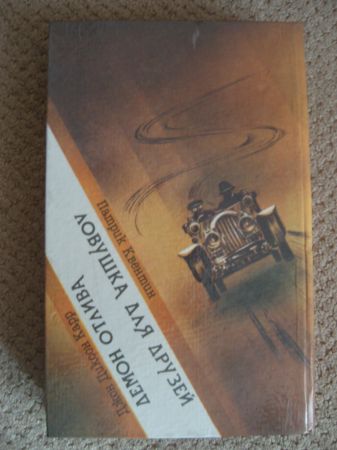 Патрик Квентин
ЛОВУШКА ДЛЯ ДРУЗЕЙ
Джон Диксон Карр
ДЕМОН ОТЛИВА